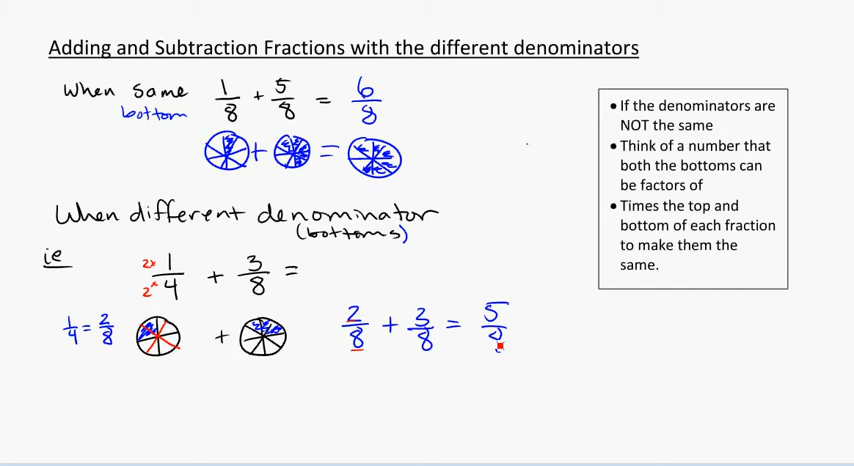 Adding and Subtraction Fractions with the different denominators
When same 1/8 + 5/8 = 6/8
bottom
+ =
• If the denominators are
NOT the same
• Think of a number that
both the bottoms can
be factors of
• Times the top and
bottom of each fraction
to make them the
same.
When different denominator
(bottoms)
ie
2x 1/4 2x + 3/8 =
1/4 = 2/8 + 2/8 + 3/8 = 5/8